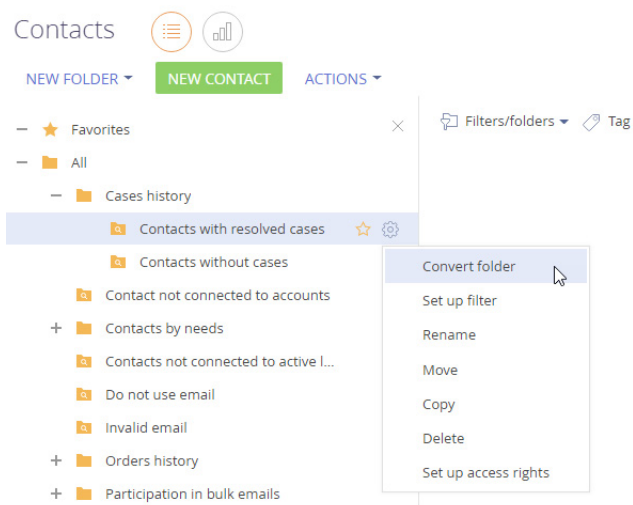 Contacts
NEW FOLDER NEW CONTACT ACTIONS
Favorites
Filters/folders Tag
All
Cases history
Contacts with resolved cases
Contacts without cases
Contact not connected to accounts
Contacts by needs
Contacts not connected to active l...
Do not use email
Invalid email
Orders history
Participation in bulk emails
Convert folder
Set up filter
Rename
Move
Copy
Delete
Set up access rights